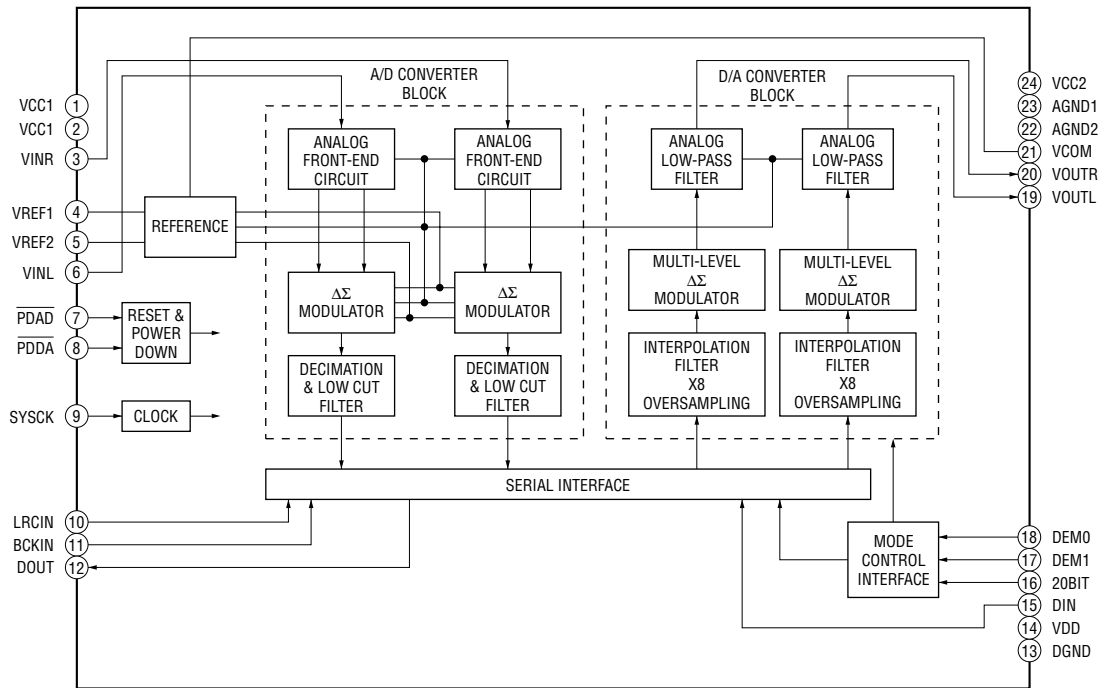 A/D CONVERTER
BLOCK
D/A CONVERTER
BLOCK
VCC1 1
VCC1 2
VINR 3
VREF1 4
VREF2 5
VINL 6
PDAD 7
PDDA 8
SYSCK 9
LRCIN 10
BCKIN 11
DOUT 12
REFERENCE
RESET &
POWER
DOWN
CLOCK
ANALOG
FRONT-END
CIRCUIT
ANALOG
FRONT-END
CIRCUIT
ΔΣ
MODULATOR
ΔΣ
MODULATOR
DECIMATION
& LOW CUT
FILTER
DECIMATION
& LOW CUT
FILTER
ANALOG
LOW-PASS
FILTER
ANALOG
LOW-PASS
FILTER
MULTI-LEVEL
ΔΣ
MODULATOR
MULTI-LEVEL
ΔΣ
MODULATOR
INTERPOLATION
FILTER
X8
OVERSAMPLING
INTERPOLATION
FILTER
X8
OVERSAMPLING
SERIAL INTERFACE
MODE
CONTROL
INTERFACE
24 VCC2
23 AGND1
22 AGND2
21 VCOM
20 VOUTR
19 VOUTL
18 DEM0
17 DEM1
16 20BIT
15 DIN
14 VDD
13 DGND